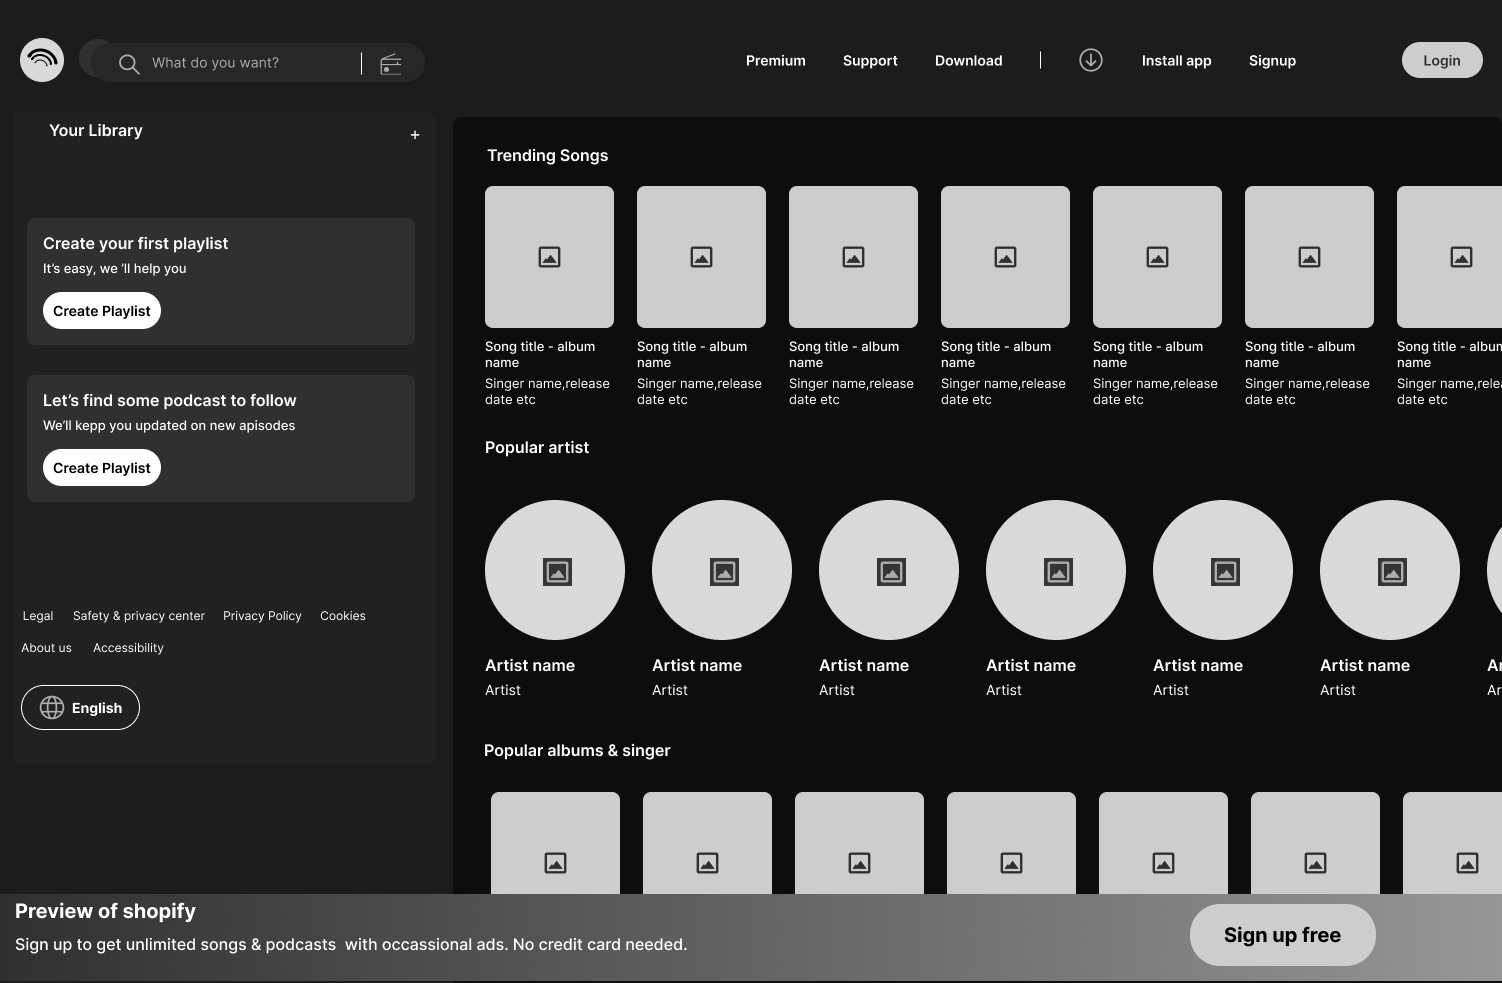 What do you want?
Premium
Support
Download
Install app
Signup
Login
Your Library
+
Create your first playlist
It’s easy, we ’ll help you
Create Playlist
Let’s find some podcast to follow
We’ll kepp you updated on new apisodes
Create Playlist
Legal
Safety & privacy center
Privacy Policy
Cookies
About us
Accessibility
English
Trending Songs
Song title - album
name
Singer name,release
date etc
Song title - album
name
Singer name,release
date etc
Song title - album
name
Singer name,release
date etc
Song title - album
name
Singer name,release
date etc
Song title - album
name
Singer name,release
date etc
Song title - album
name
Singer name,release
date etc
Song title - album
name
Singer name,rele
date etc
Popular artist
Artist name
Artist
Artist name
Artist
Artist name
Artist
Artist name
Artist
Artist name
Artist
Artist name
Artist
Popular albums & singer
Preview of shopify
Sign up to get unlimited songs & podcasts  with occassional ads. No credit card needed.
Sign up free